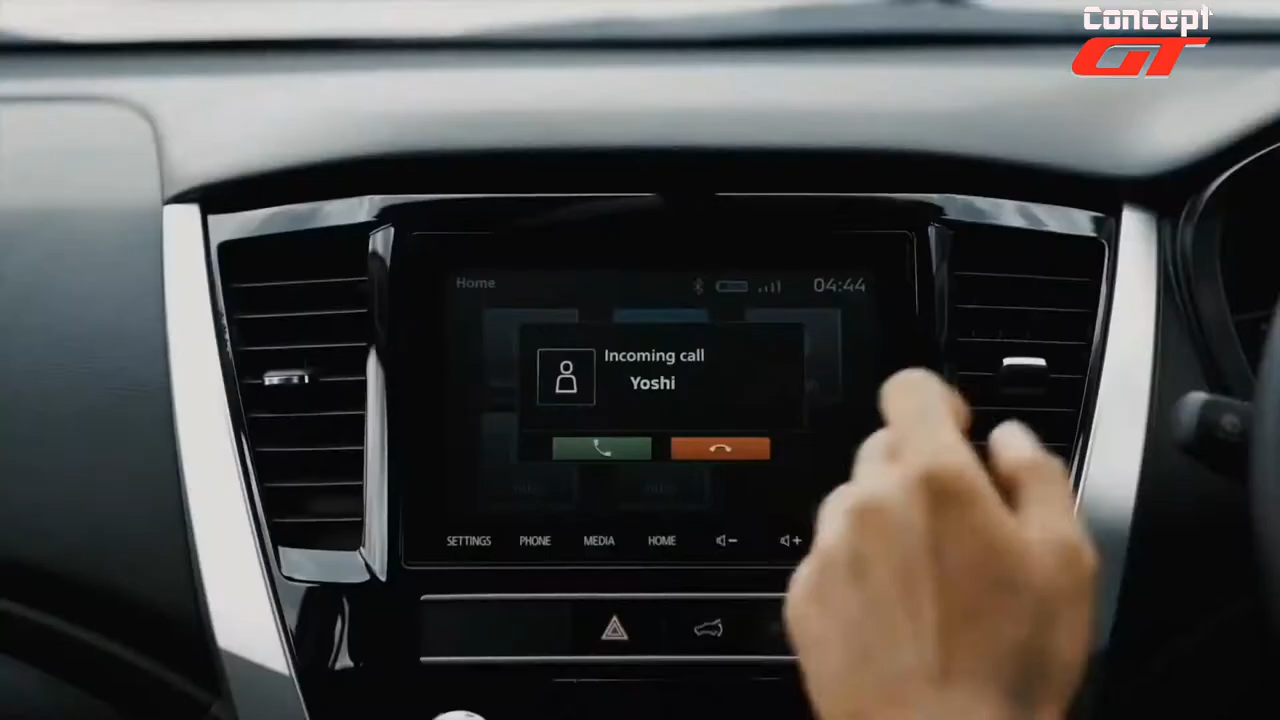 Concept
GT
Home
04:44
Incoming call
Yoshi
SETTINGS PHONE MEDIA HOME